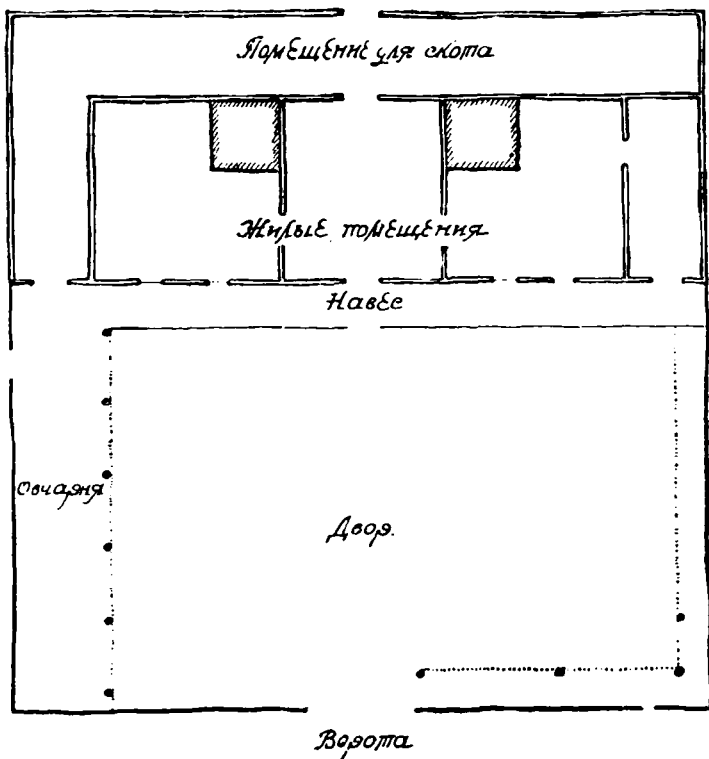 Помещение для скота
Жилые помещения
Навес
Овчарня
Двор.
Ворота